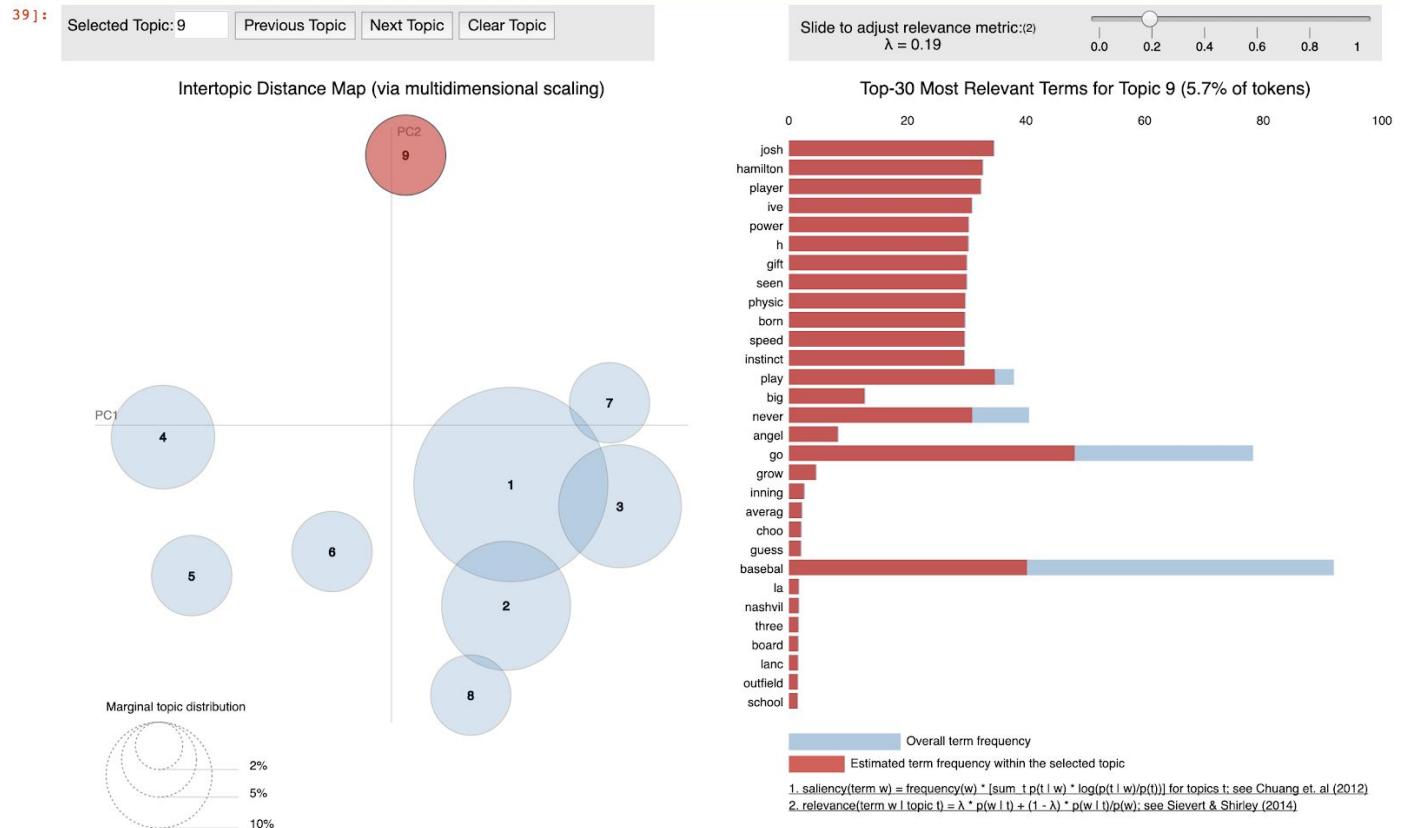 39]:
Selected Topic: 9 Previous Topic Next Topic Clear Topic
Slide to adjust relevance metric:(2)
λ = 0.19
0.0 0.2 0.4 0.6 0.8 1
Intertopic Distance Map (via multidimensional scaling)
PC2
9
PC1
4
7
1
3
6
5
2
8
Marginal topic distribution
2%
5%
10%
Top-30 Most Relevant Terms for Topic 9 (5.7% of tokens)
0 20 40 60 80 100
josh
hamilton
player
ive
power
h
gift
seen
physic
born
speed
instinct
play
big
never
angel
go
grow
inning
averag
choo
guess
basebal
la
nashvil
three
board
lanc
outfield
school
Overall term frequency
Estimated term frequency within the selected topic
1. saliency(term w) = frequency(w) * [sum_t p(t | w) * log(p(t | w)/p(t))] for topics t; see Chuang et. al (2012)
2. relevance(term w | topic t) = λ * p(w | t) + (1 - λ) * p(w | t)/p(w); see Sievert & Shirley (2014)